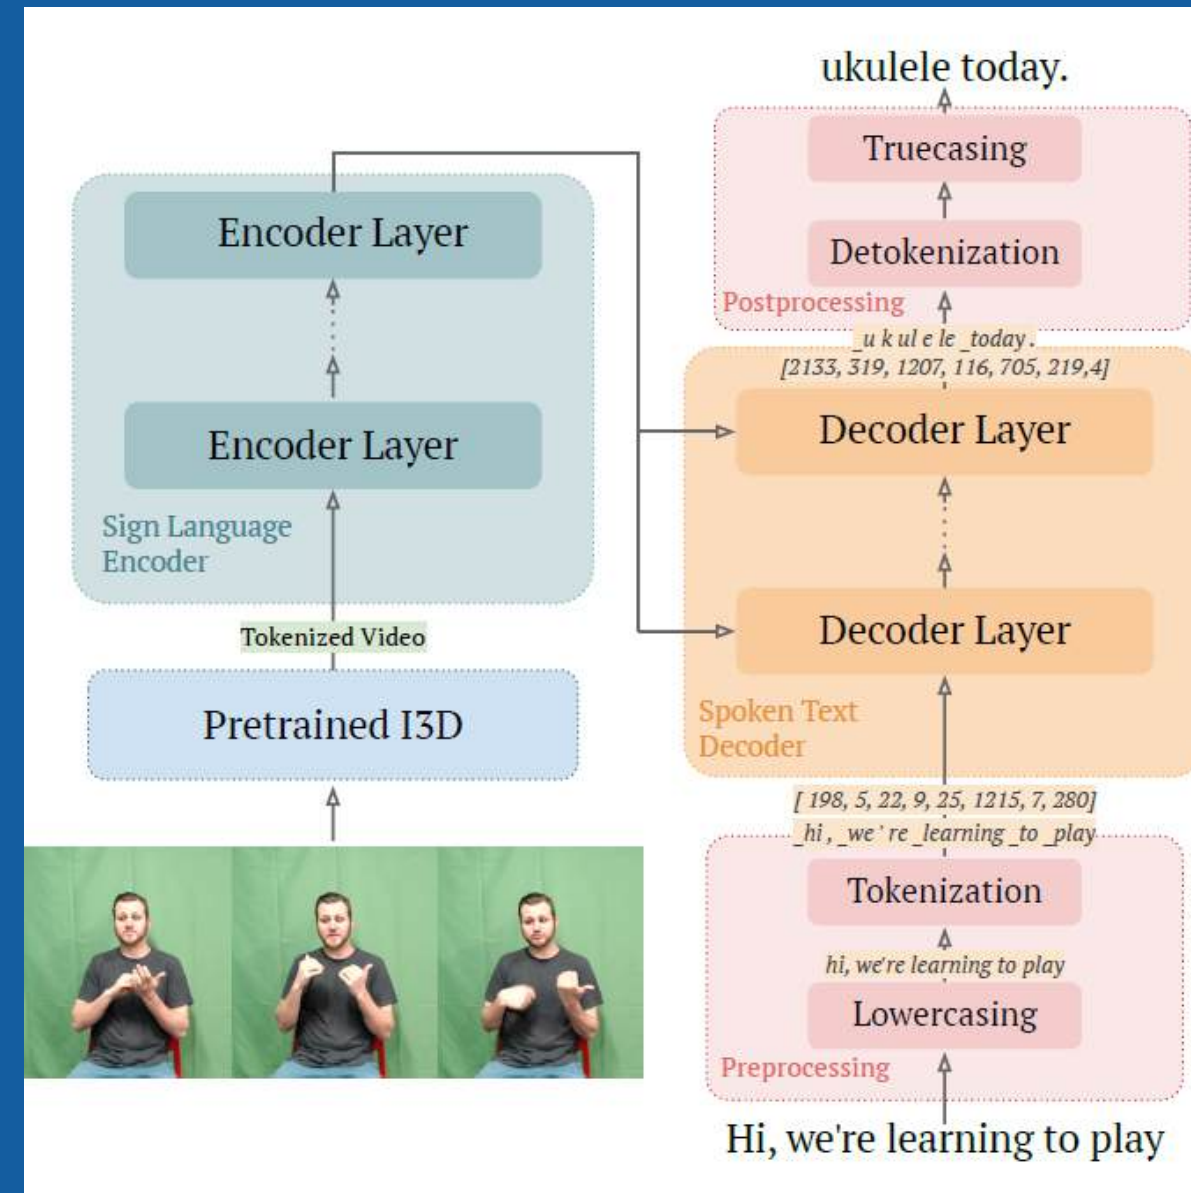 ukulele today.
Truecasing
Detokenization
Postprocessing
_u k ul e le _today .
[2133, 319, 1207, 116, 705, 219,4]
Decoder Layer
Decoder Layer
Spoken Text
Decoder
[ 198, 5, 22, 9, 25, 1215, 7, 280]
_hi , _we ' re _learning _to _play
Tokenization
hi, we're learning to play
Lowercasing
Preprocessing
Hi, we're learning to play
Encoder Layer
Encoder Layer
Sign Language
Encoder
Tokenized Video
Pretrained I3D